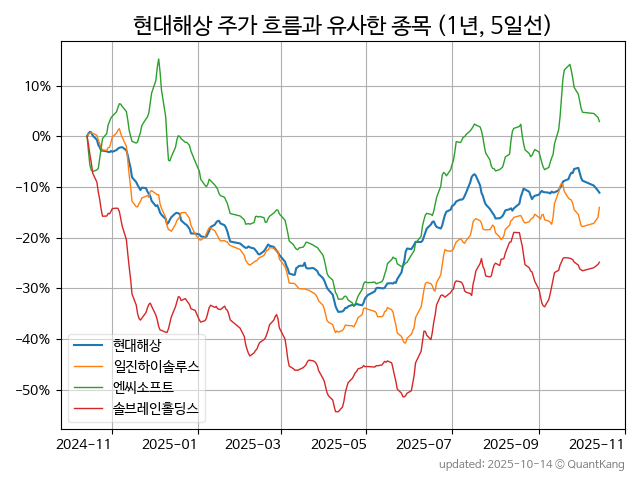 현대해상 주가 흐름과 유사한 종목 (1년, 5일선)
10%
0%
−10%
−20%
−30%
−40%
−50%
현대해상
일진하이솔루스
엔씨소프트
솔브레인홀딩스
2024-11
2025-01
2025-03
2025-05
2025-07
2025-09
2025-11
updated: 2025-10-14 © QuantKang